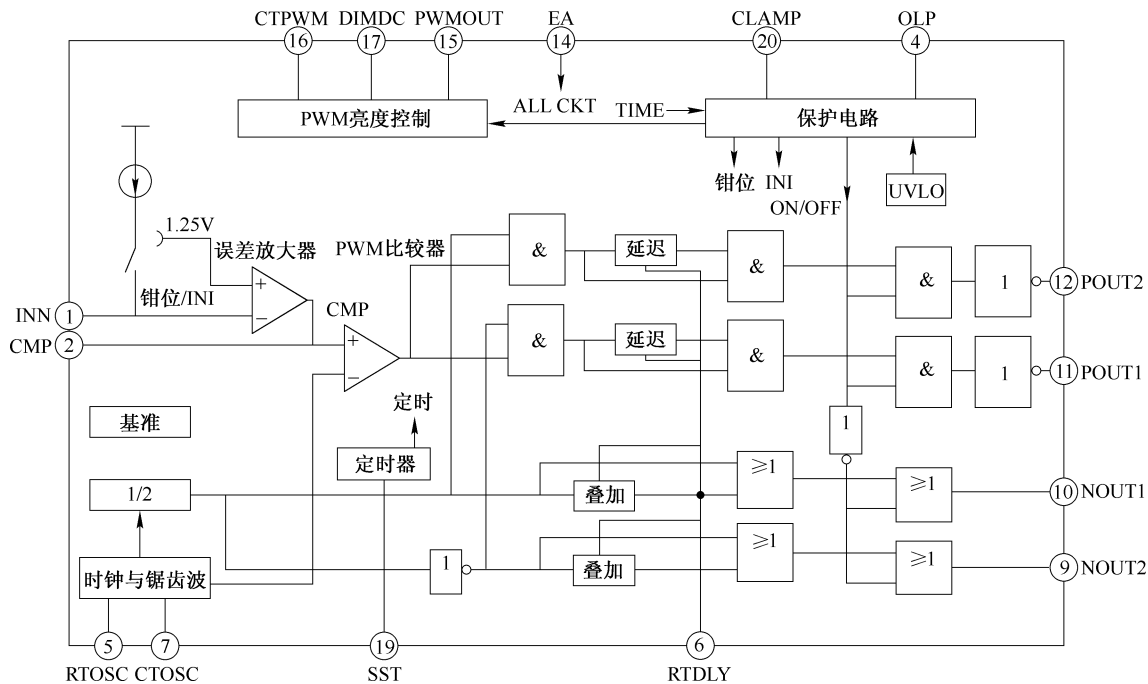 CTPWM DIMDC PWMOUT EA CLAMP OLP
16 17 15 14 20 4
ALL CKT TIME
PWM亮度控制 保护电路
钳位 INI UVLO
ON/OFF
1.25V 误差放大器 PWM比较器
& 延迟 & & 1 12 POUT2
+
−
钳位/INI
INN 1
CMP 2
CMP
+
−
& 延迟 & & 1 11 POUT1
定时
基准
定时器
1
1/2 叠加 ≥1 ≥1 10 NOUT1
时钟与锯齿波 1 叠加 ≥1 ≥1 9 NOUT2
5 7 19 6
RTOSC CTOSC SST RTDLY